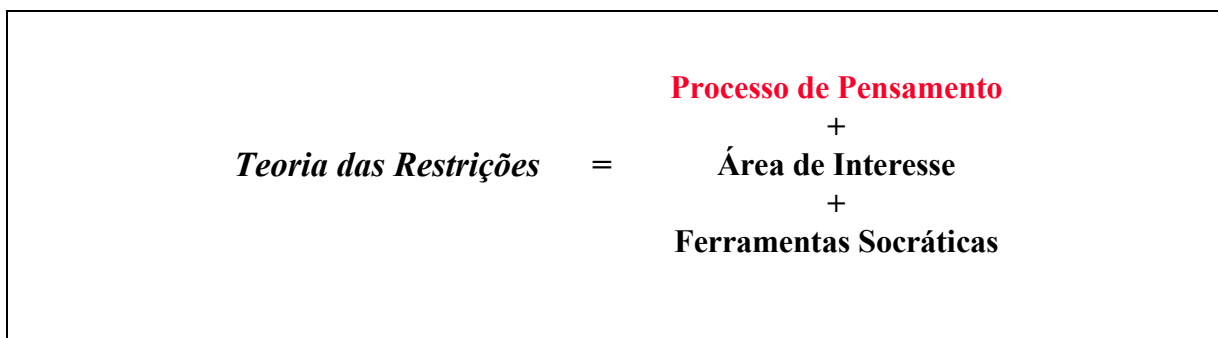 Processo de Pensamento
+
Teoria das Restrições = Área de Interesse
+
Ferramentas Socráticas